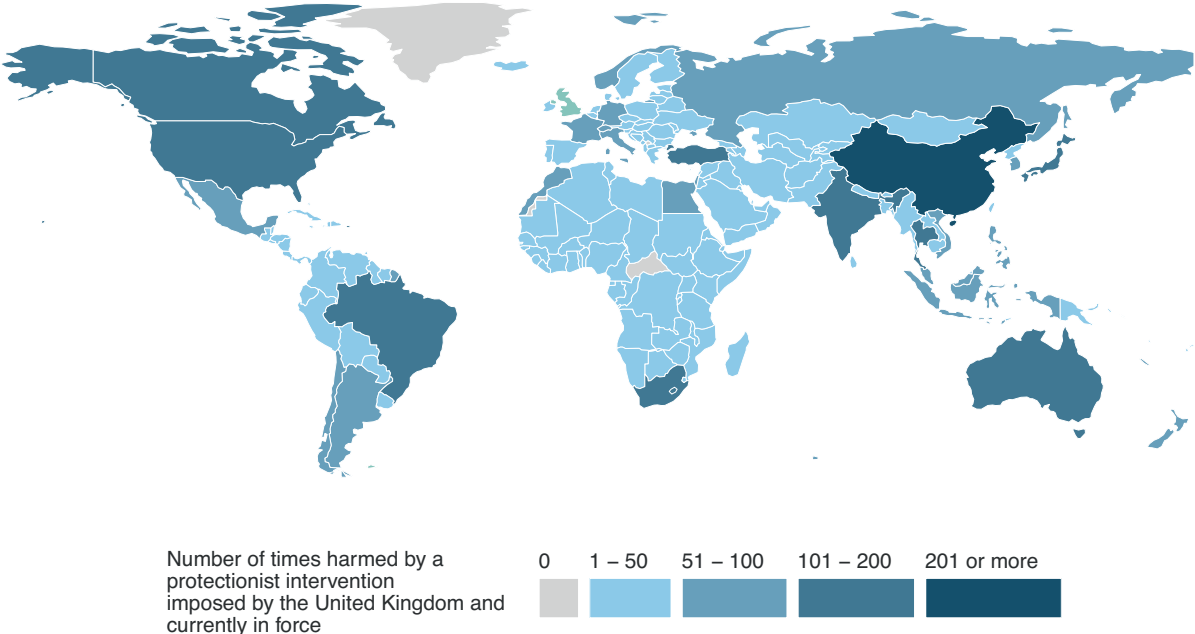 Number of times harmed by a
protectionist intervention
imposed by the United Kingdom and
currently in force
0
1 – 50
51 – 100
101 – 200
201 or more